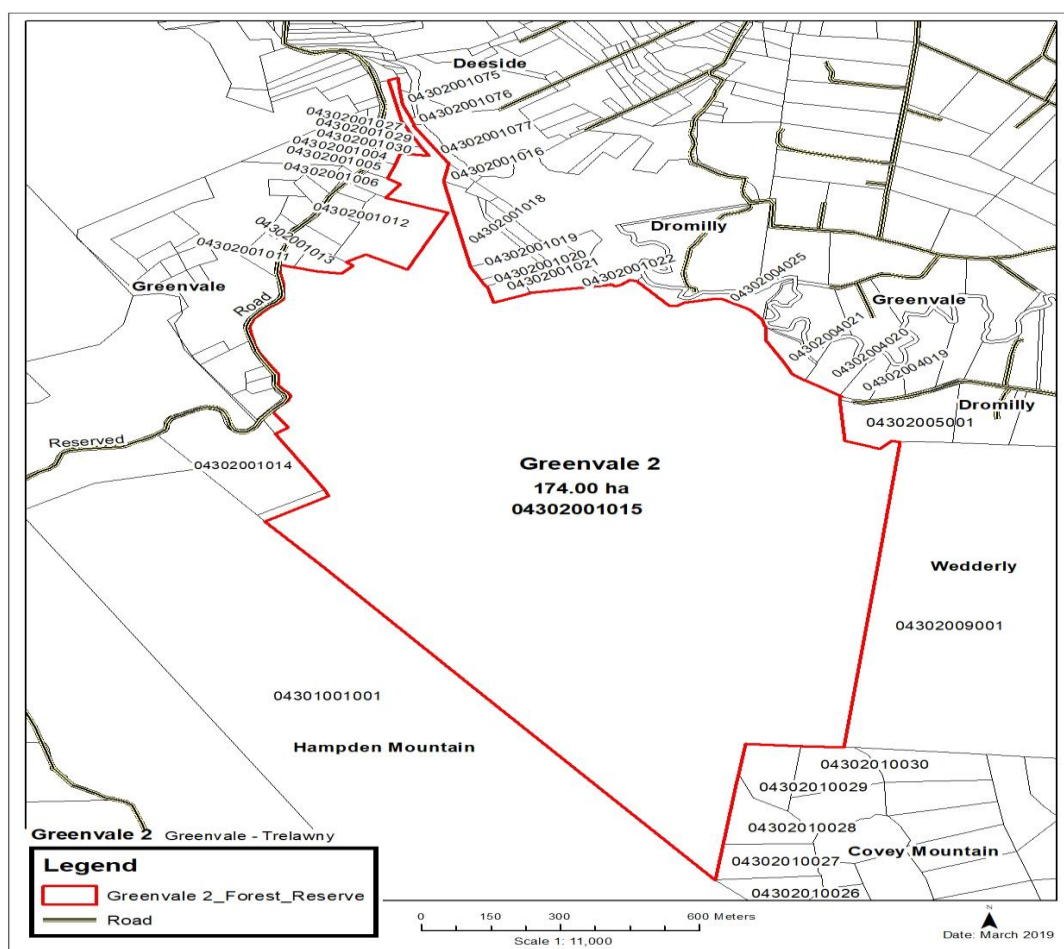 Deeside
04302001075
04302001076
04302001027
04302001029
04302001030
04302001004
04302001005
04302001006
04302001077
04302001016
04302001012
04302001018
04302001013
04302001011
Dromilly
04302001019
04302001020
04302001021
04302001022
04302004025
Greenvale
Road
Greenvale
04302004021
04302004020
04302004019
Dromilly
04302005001
Reserved
04302001014
Greenvale 2
174.00 ha
04302001015
Wedderly
04302009001
04301001001
Hampden Mountain
04302010030
04302010029
04302010028
Covey Mountain
04302010027
04302010026
Greenvale 2 Greenvale - Trelawny
Legend
Greenvale 2_Forest_Reserve
Road
0 150 300 600 Meters
Scale 1: 11,000
N
Date: March 2019